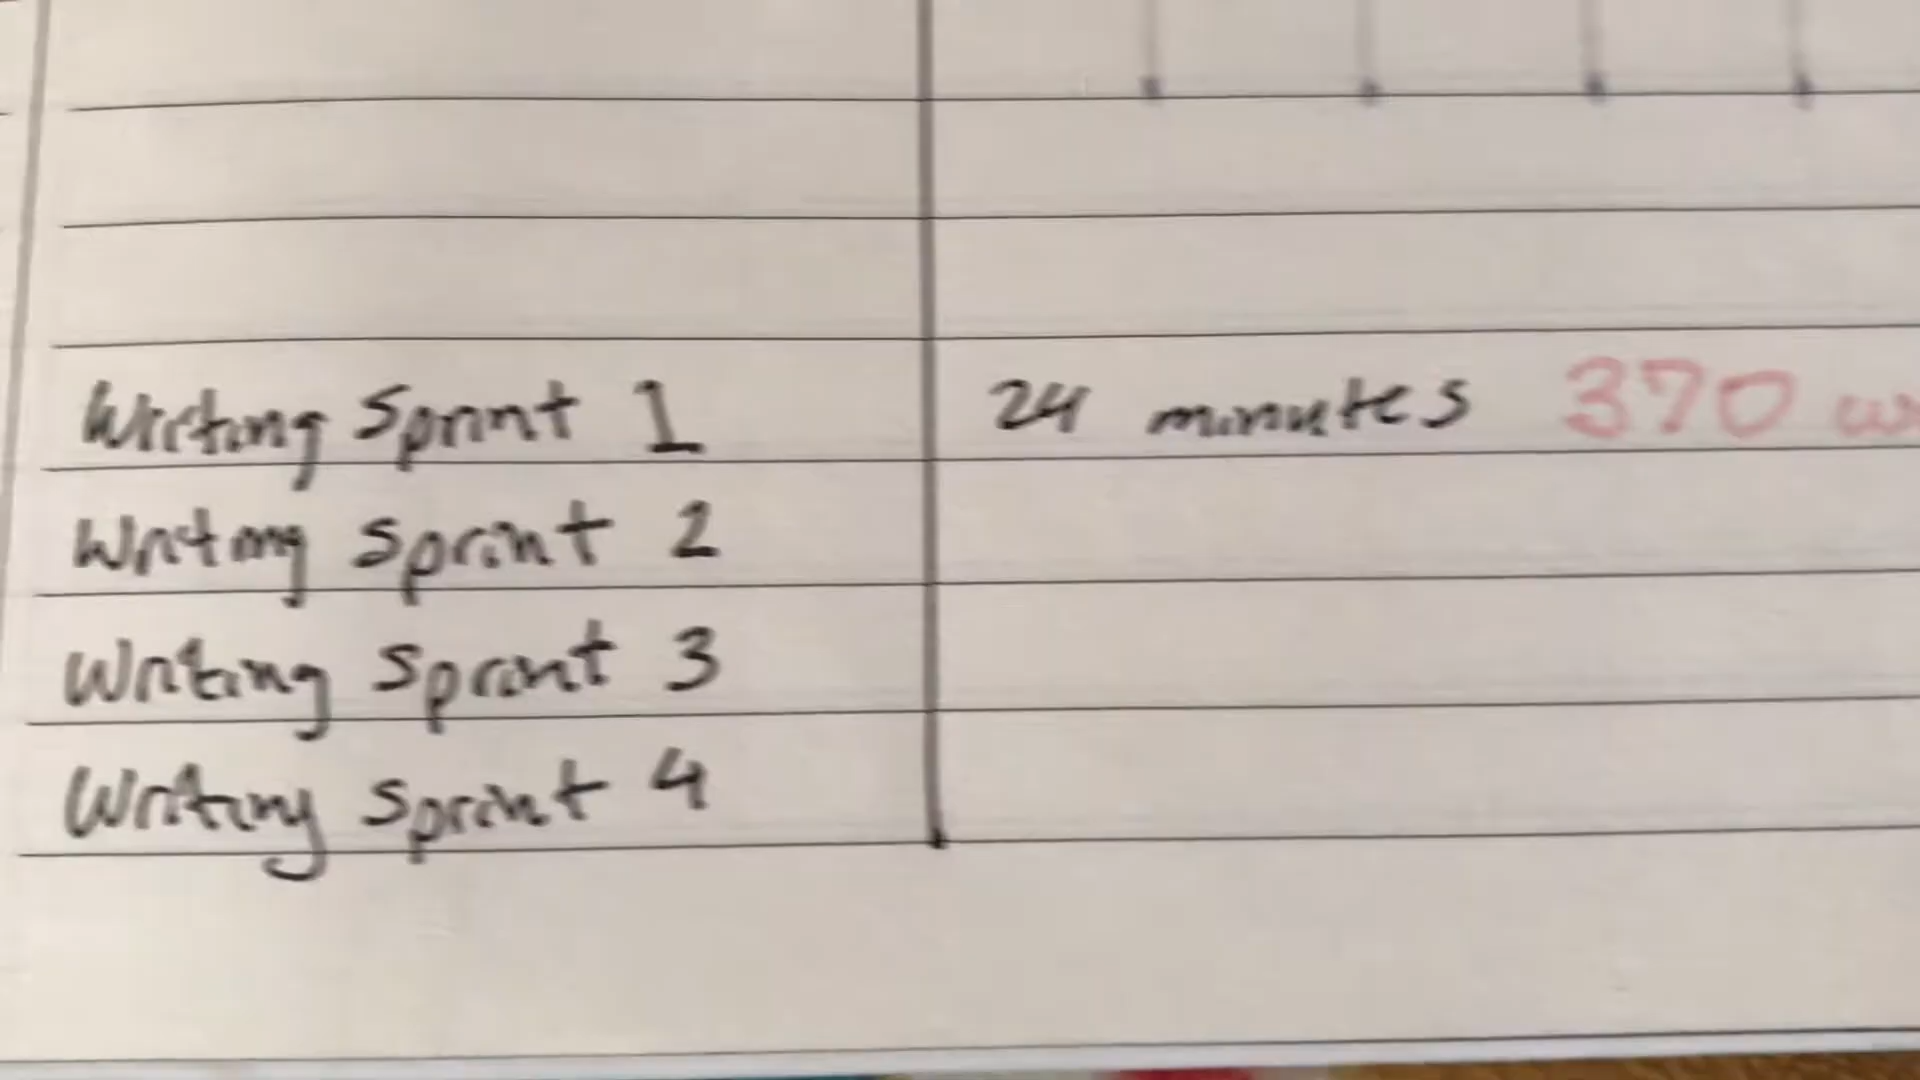 Writing Sprint 1 24 minutes 370
Writing Sprint 2
Writing Sprint 3
Writing Sprint 4